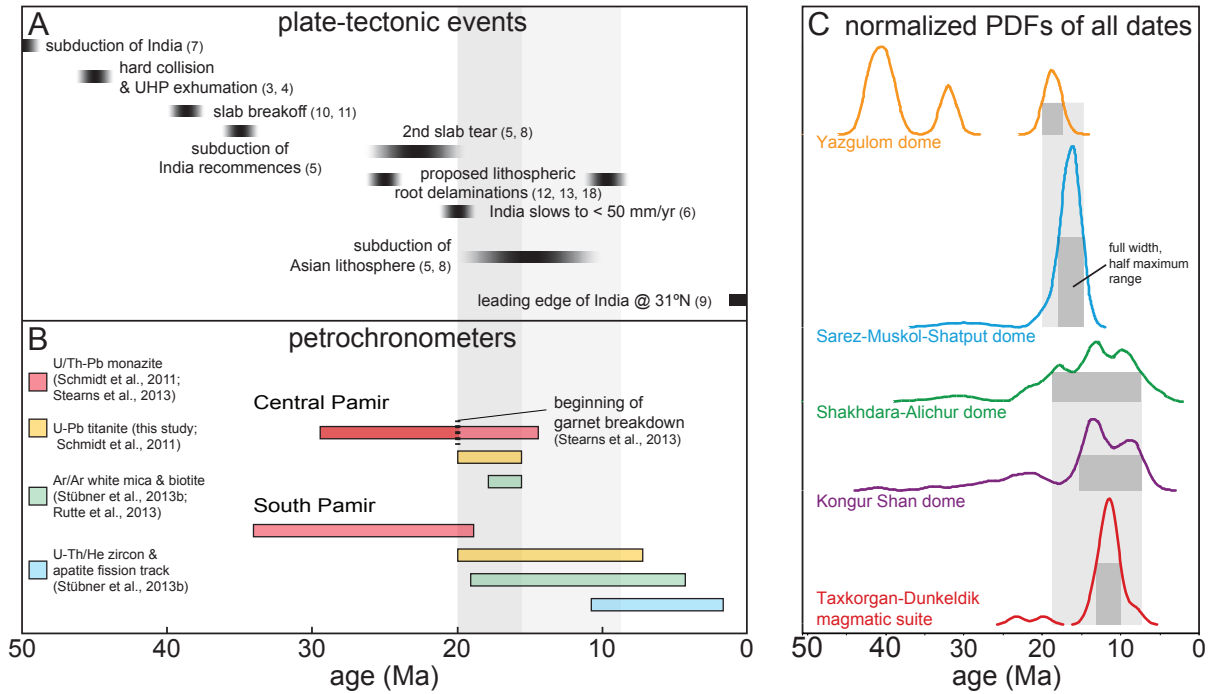 A
plate-tectonic events
subduction of India (7)
hard collision
& UHP exhumation (3, 4)
slab breakoff (10, 11)
2nd slab tear (5, 8)
subduction of
India recommences (5)
proposed lithospheric
root delaminations (12, 13, 18)
India slows to < 50 mm/yr (6)
subduction of
Asian lithosphere (5, 8)
leading edge of India @ 31ºN (9)
B
petrochronometers
U/Th-Pb monazite
(Schmidt et al., 2011;
Stearns et al., 2013)
U-Pb titanite (this study;
Schmidt et al., 2011)
Ar/Ar white mica & biotite
(Stübner et al., 2013b;
Rutte et al., 2013)
U-Th/He zircon &
apatite fission track
(Stübner et al., 2013b)
Central Pamir
beginning of
garnet breakdown
(Stearns et al., 2013)
South Pamir
50 40 30 20 10 0
age (Ma)
C
normalized PDFs of all dates
Yazgulom dome
full width,
half maximum
range
Sarez-Muskol-Shatput dome
Shakhdara-Alichur dome
Kongur Shan dome
Taxkorgan-Dunkeldik
magmatic suite
50 40 30 20 10 0
age (Ma)